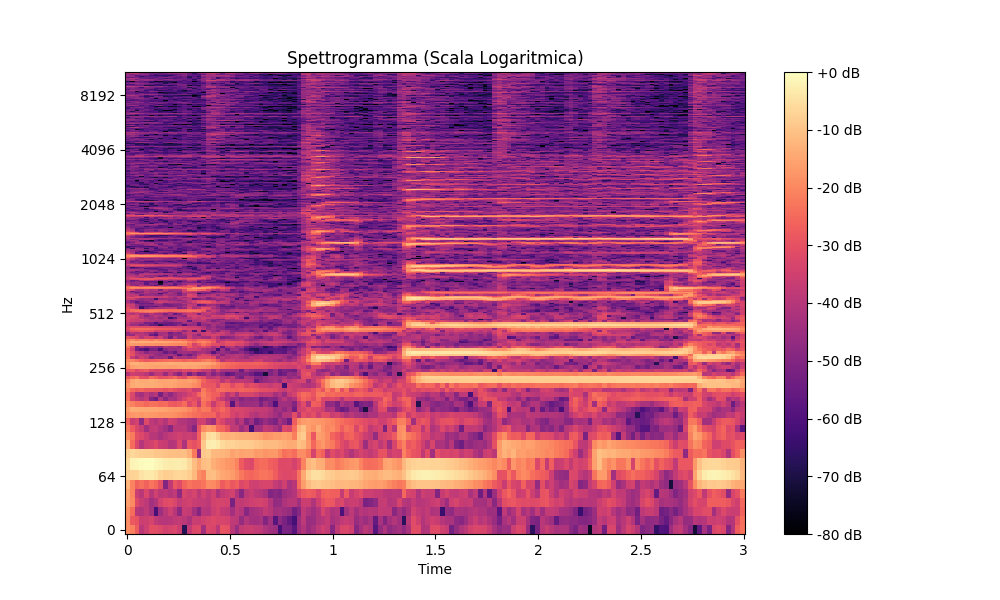 Spettrogramma (Scala Logaritmica)
Hz
8192
4096
2048
1024
512
256
128
64
0
0 0.5 1 1.5 2 2.5 3
Time
+0 dB
-10 dB
-20 dB
-30 dB
-40 dB
-50 dB
-60 dB
-70 dB
-80 dB